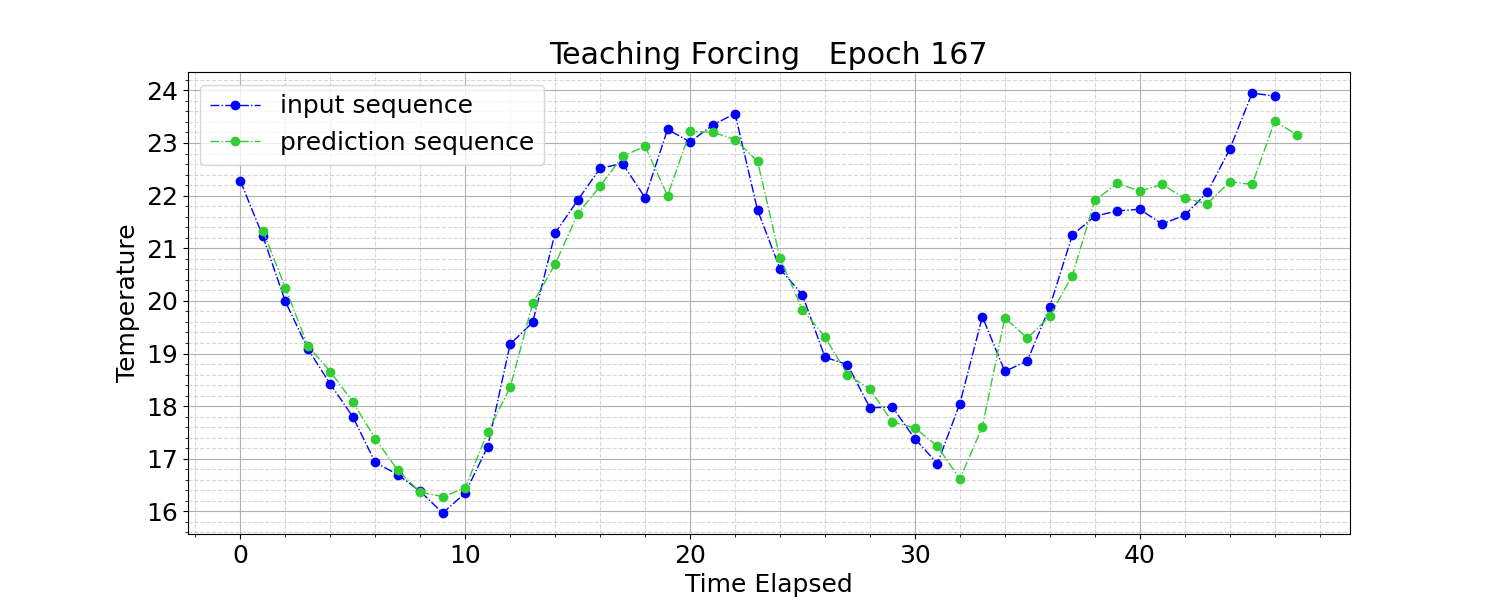 Teaching Forcing   Epoch 167
input sequence
prediction sequence
Temperature
24
23
22
21
20
19
18
17
16
0 10 20 30 40
Time Elapsed